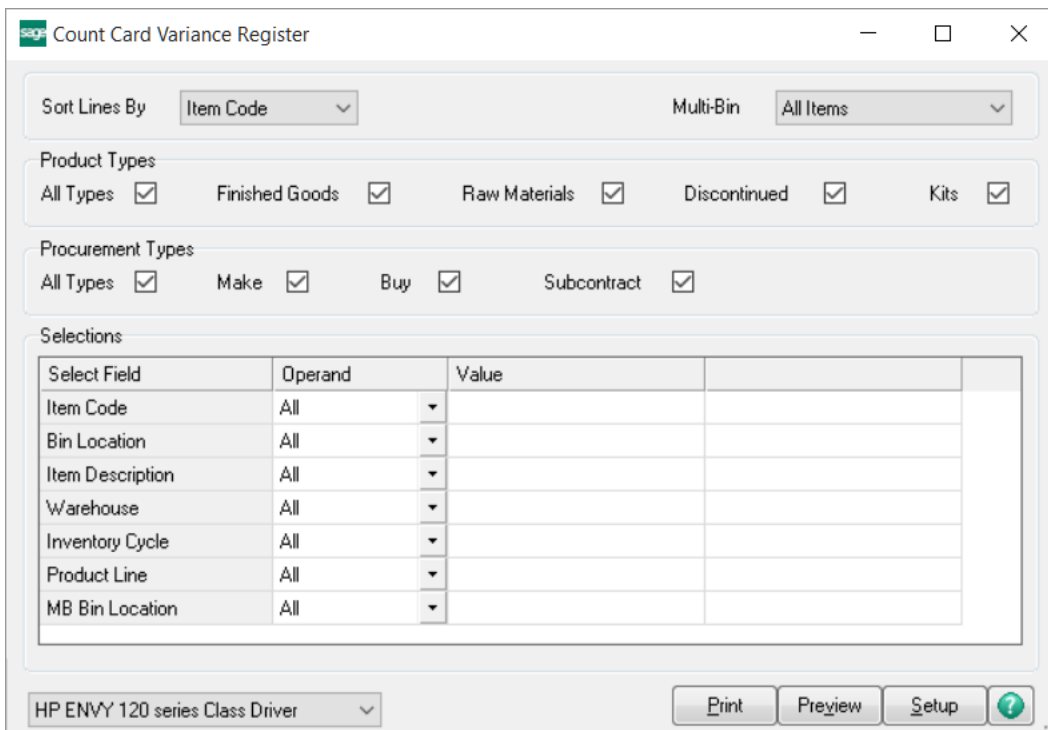 sage Count Card Variance Register
Sort Lines By Item Code Multi-Bin All Items
Product Types
All Types Finished Goods Raw Materials Discontinued Kits
Procurement Types
All Types Make Buy Subcontract
Selections
Select Field Operand Value
Item Code All
Bin Location All
Item Description All
Warehouse All
Inventory Cycle All
Product Line All
MB Bin Location All
HP ENVY 120 series Class Driver Print Preview Setup ?